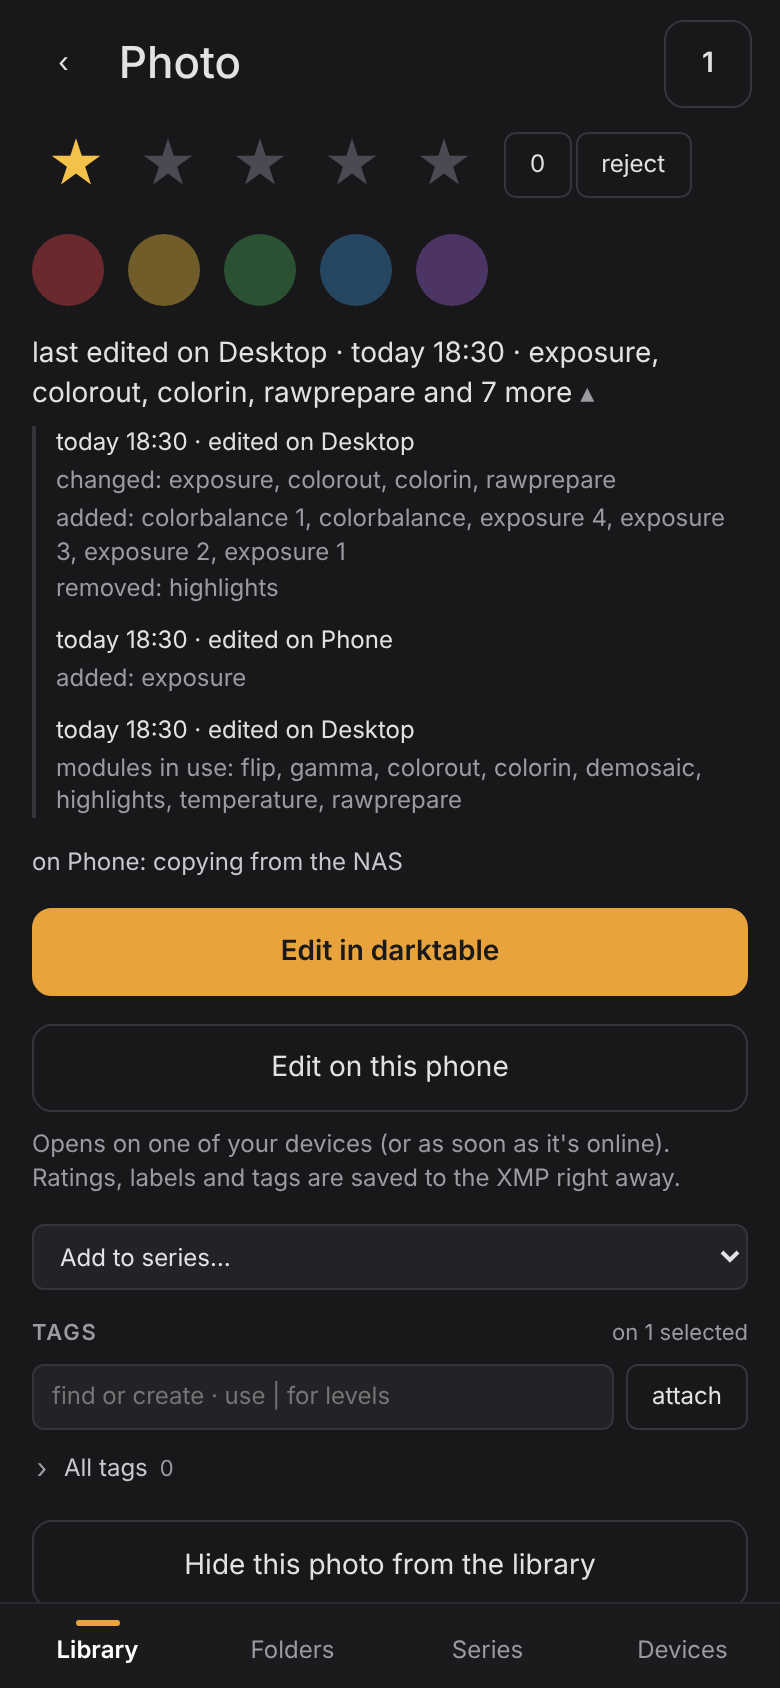 ‹ Photo 1
0 reject
last edited on Desktop · today 18:30 · exposure,
colorout, colorin, rawprepare and 7 more ▴
today 18:30 · edited on Desktop
changed: exposure, colorout, colorin, rawprepare
added: colorbalance 1, colorbalance, exposure 4, exposure
3, exposure 2, exposure 1
removed: highlights
today 18:30 · edited on Phone
added: exposure
today 18:30 · edited on Desktop
modules in use: flip, gamma, colorout, colorin, demosaic,
highlights, temperature, rawprepare
on Phone: copying from the NAS
Edit in darktable
Edit on this phone
Opens on one of your devices (or as soon as it's online).
Ratings, labels and tags are saved to the XMP right away.
Add to series...
TAGS on 1 selected
find or create · use | for levels attach
› All tags 0
Hide this photo from the library
Library Folders Series Devices